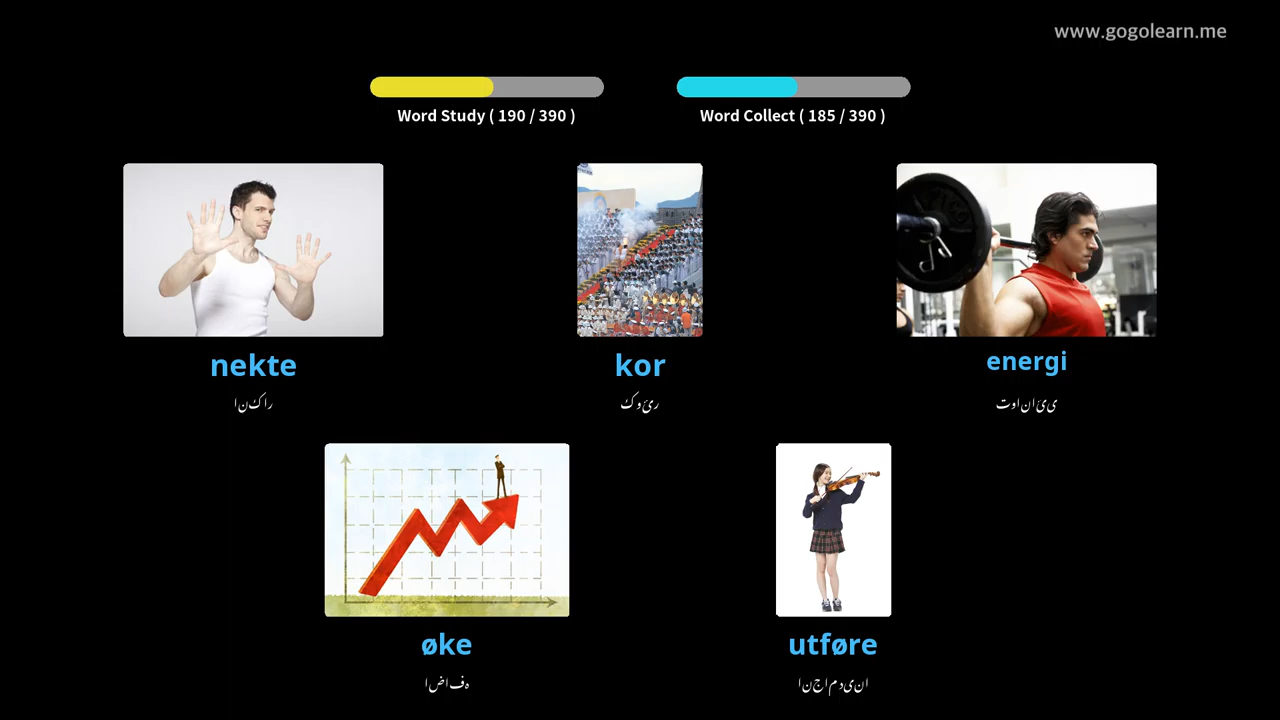 www.gogolearn.me
Word Study ( 190 / 390 )
Word Collect ( 185 / 390 )
nekte
انکار
kor
کوئر
energi
توانائی
øke
اضافہ
utføre
انجام دینا